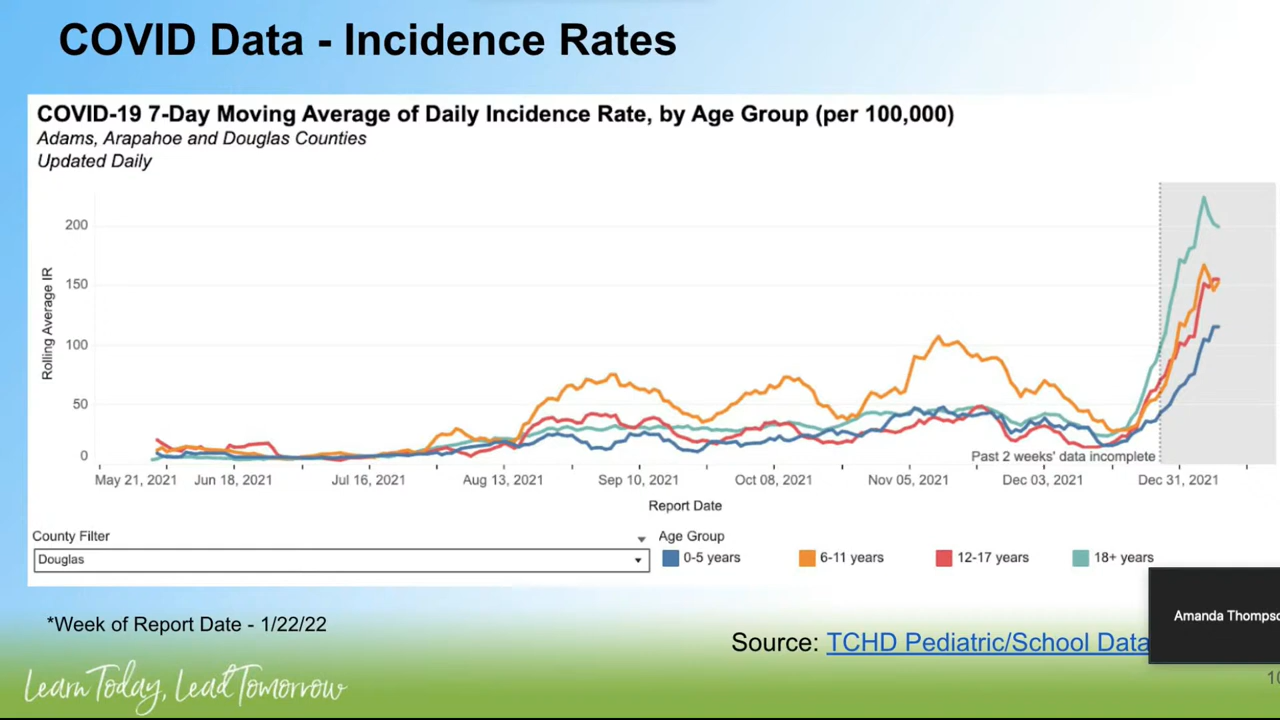 COVID Data - Incidence Rates
COVID-19 7-Day Moving Average of Daily Incidence Rate, by Age Group (per 100,000)
Adams, Arapahoe and Douglas Counties
Updated Daily
Rolling Average IR
200
150
100
50
0
Past 2 weeks' data incomplete
May 21, 2021 Jun 18, 2021 Jul 16, 2021 Aug 13, 2021 Sep 10, 2021 Oct 08, 2021 Nov 05, 2021 Dec 03, 2021 Dec 31, 2021
Report Date
County Filter
Douglas
Age Group
0-5 years 6-11 years 12-17 years 18+ years
*Week of Report Date - 1/22/22
Source: TCHD Pediatric/School Data
Amanda
Learn Today, Lead Tomorrow